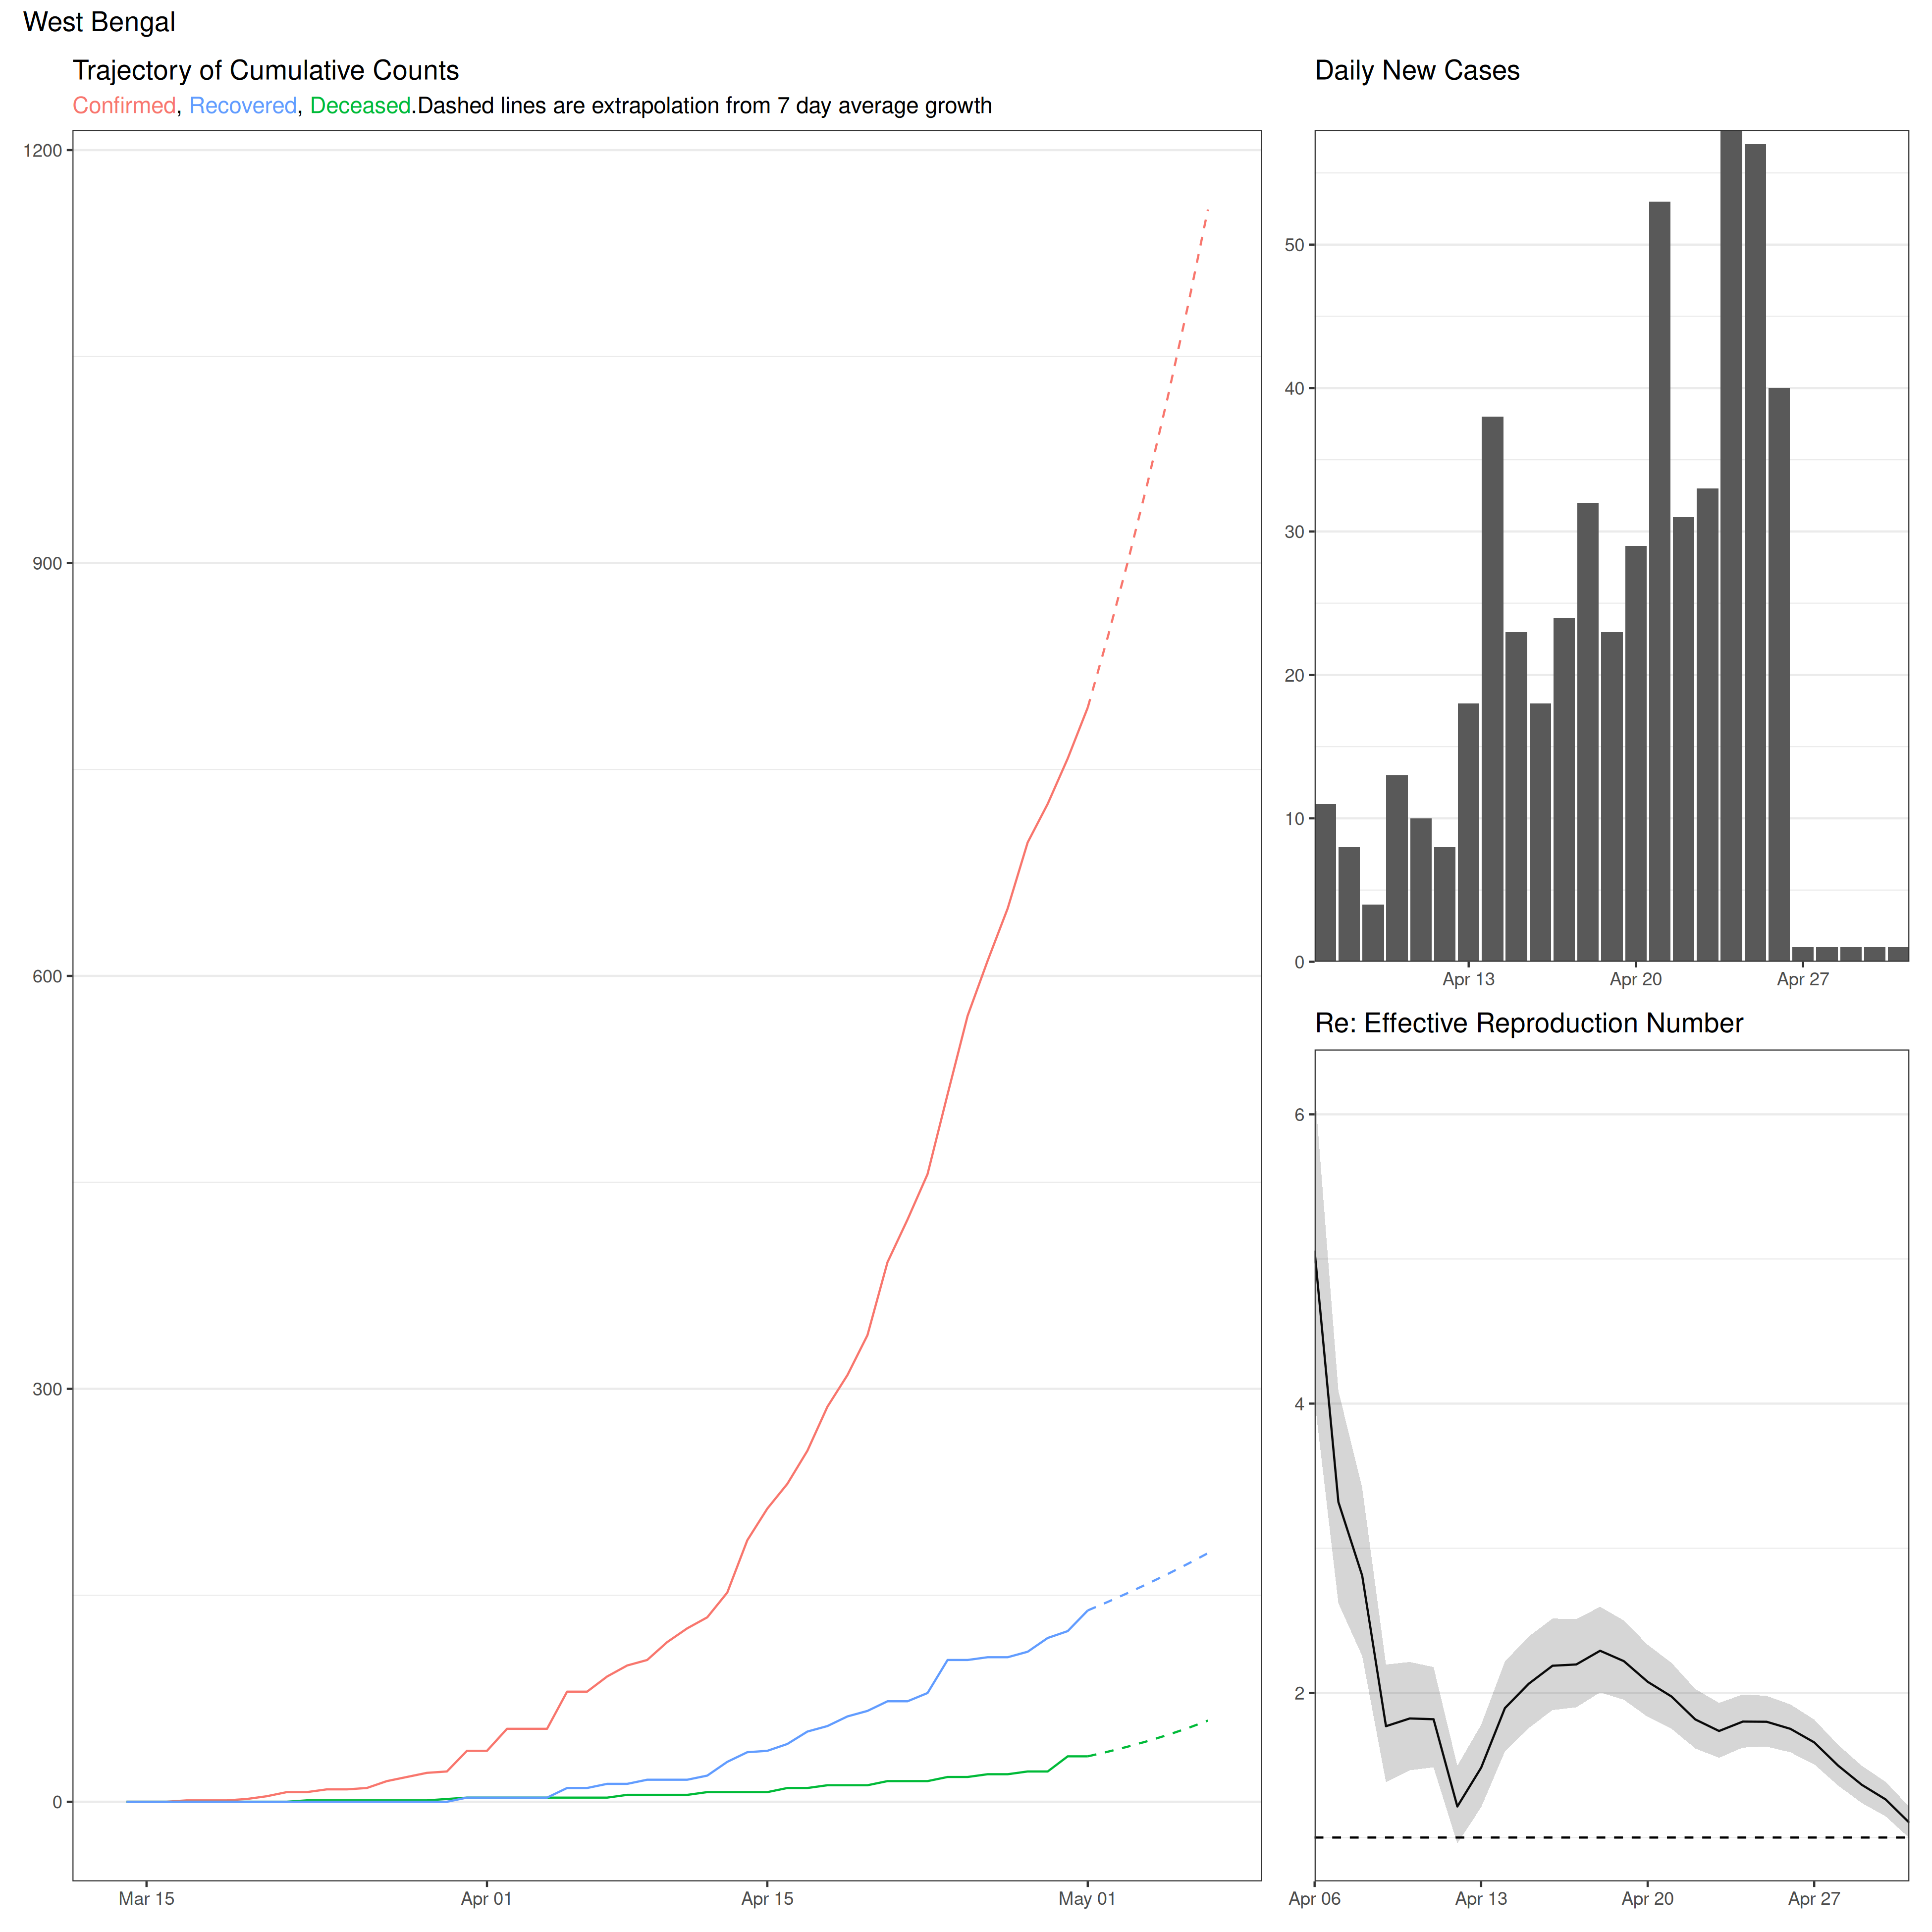 West Bengal
Trajectory of Cumulative Counts
Confirmed, Recovered, Deceased.Dashed lines are extrapolation from 7 day average growth
1200
900
600
300
0
Mar 15 Apr 01 Apr 15 May 01
Daily New Cases
50
40
30
20
10
0
Apr 13 Apr 20 Apr 27
Re: Effective Reproduction Number
6
4
2
Apr 06 Apr 13 Apr 20 Apr 27